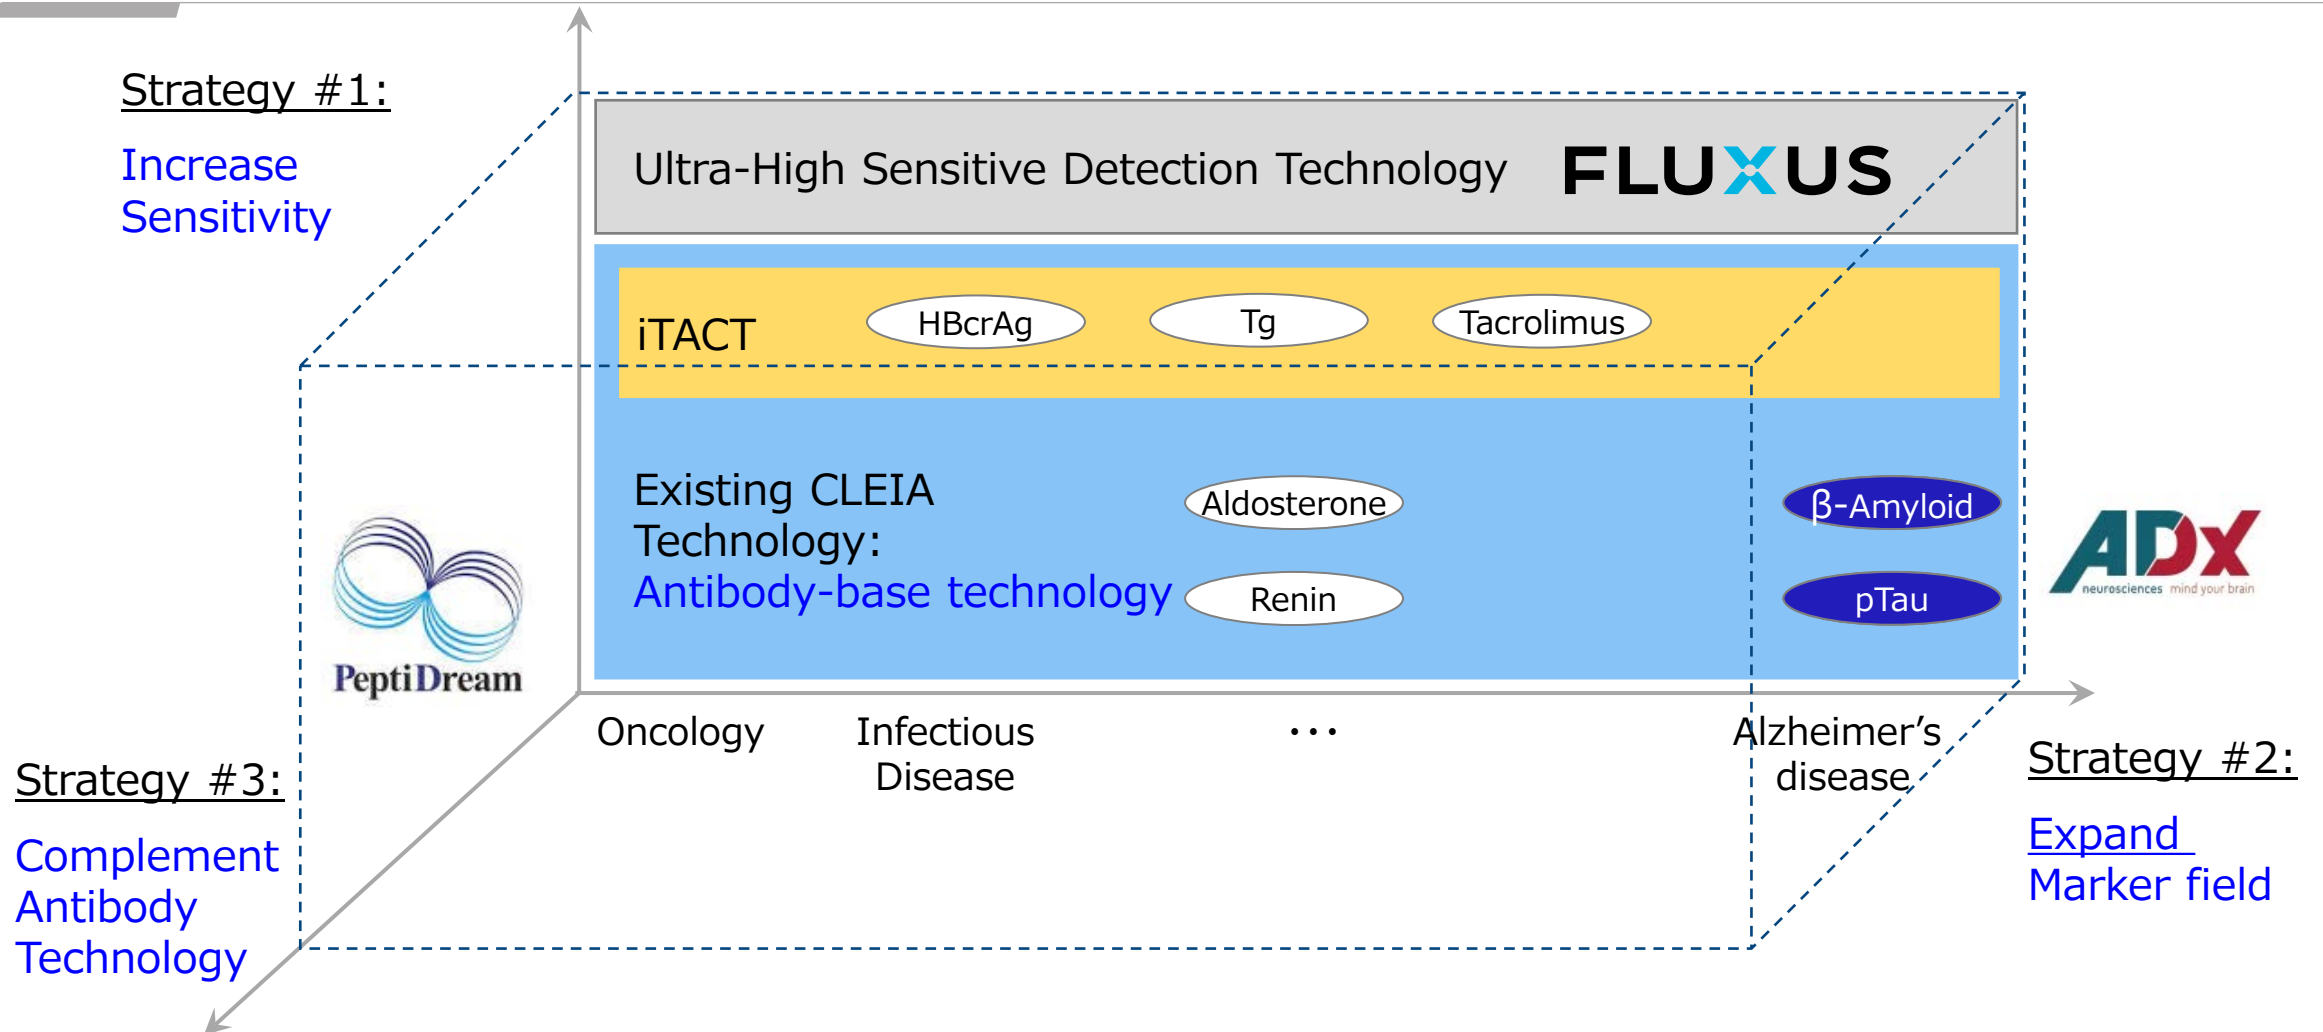 Strategy #1:
Increase
Sensitivity
Ultra-High Sensitive Detection Technology FLUXUS
iTACT
HBcrAg
Tg
Tacrolimus
Existing CLEIA
Technology:
Antibody-base technology
Aldosterone
Renin
β-Amyloid
pTau
PeptiDream
ADx
neurosciences mind your brain
Oncology
Infectious
Disease
...
Alzheimer’s
disease
Strategy #2:
Expand
Marker field
Strategy #3:
Complement
Antibody
Technology